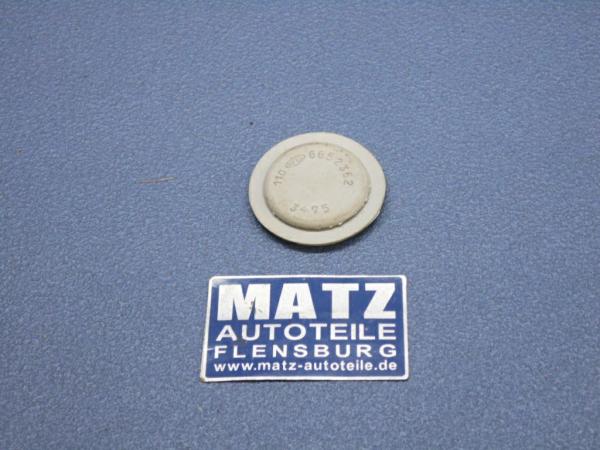 110 6652362
3475
MATZ
AUTOTEILE
FLENSBURG
www.matz-autoteile.de